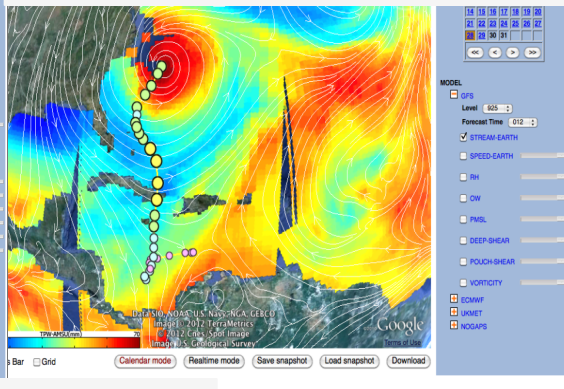 14 15 16 17 18 19 20
21 22 23 24 25 26 27
28 29 30 31
<< < > >>
MODEL
GFS
Level 925
Forecast Time 012
STREAM-EARTH
SPEED-EARTH
RH
OW
PMSL
DEEP-SHEAR
POUCH-SHEAR
VORTICITY
ECMWF
UKMET
NOGAPS
Data SIO, NOAA, U.S. Navy, NGA, GEBCO
Image © 2012 TerraMetrics
© 2012 Cnes/Spot Image
Image U.S. Geological Survey
Google
Terms of Use
TPW-AMSU(mm) 70
s Bar Grid Calendar mode Realtime mode Save snapshot Load snapshot Download